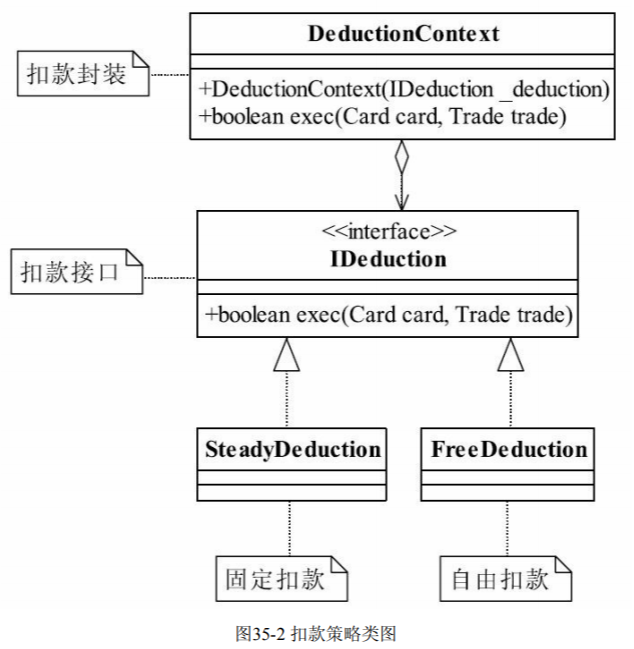 DeductionContext
扣款封装
+DeductionContext(IDeduction _deduction)
+boolean exec(Card card, Trade trade)
<<interface>>
IDeduction
扣款接口
+boolean exec(Card card, Trade trade)
SteadyDeduction
FreeDeduction
固定扣款
自由扣款
图35-2 扣款策略类图